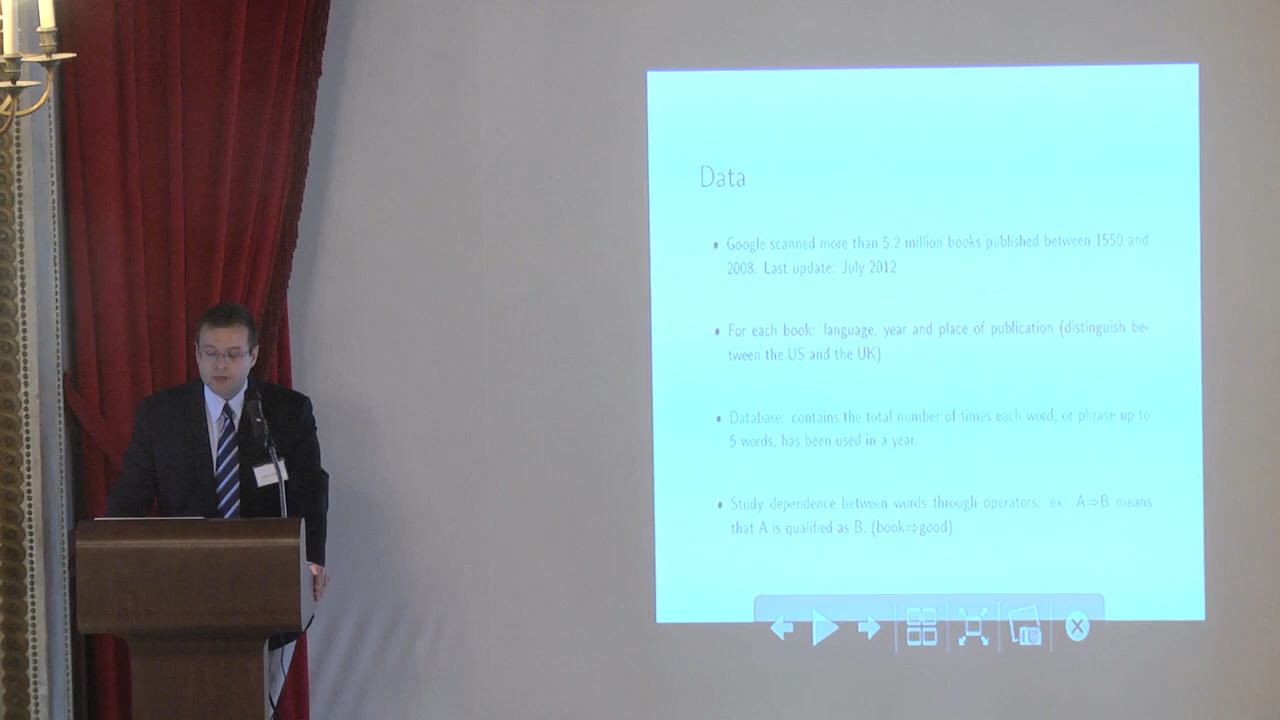 Data
• Google scanned more than 5.2 million books published between 1550 and
2008. Last update: July 2012
• For each book: language, year and place of publication (distinguish be-
tween the US and the UK)
• Database: contains the total number of times each word, or phrase up to
5 words, has been used in a year.
• Study dependence between words through operators: ex: A⇒B means
that A is qualified as B. (book⇒good).